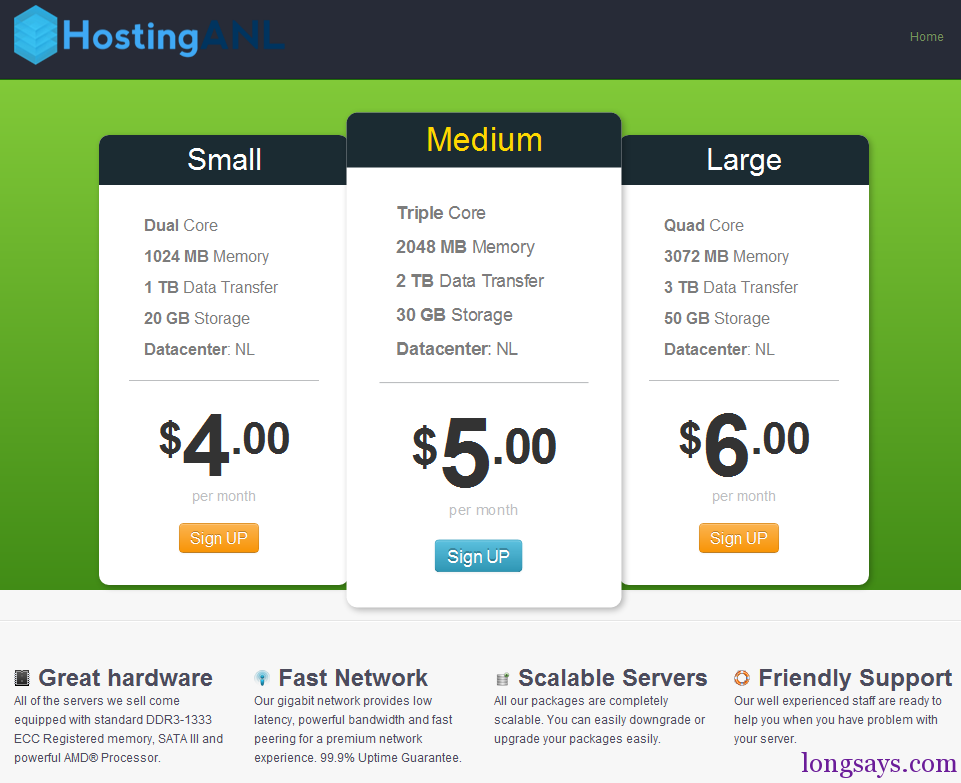 HostingANL
Home
Small
Dual Core
1024 MB Memory
1 TB Data Transfer
20 GB Storage
Datacenter: NL
$4.00
per month
Sign UP
Medium
Triple Core
2048 MB Memory
2 TB Data Transfer
30 GB Storage
Datacenter: NL
$5.00
per month
Sign UP
Large
Quad Core
3072 MB Memory
3 TB Data Transfer
50 GB Storage
Datacenter: NL
$6.00
per month
Sign UP
Great hardware
All of the servers we sell come
equipped with standard DDR3-1333
ECC Registered memory, SATA III and
powerful AMD® Processor.
Fast Network
Our gigabit network provides low
latency, powerful bandwidth and fast
peering for a premium network
experience. 99.9% Uptime Guarantee.
Scalable Servers
All our packages are completely
scalable. You can easily downgrade or
upgrade your packages easily.
Friendly Support
Our well experienced staff are ready to
help you when you have problem with
your server.
longsays.com